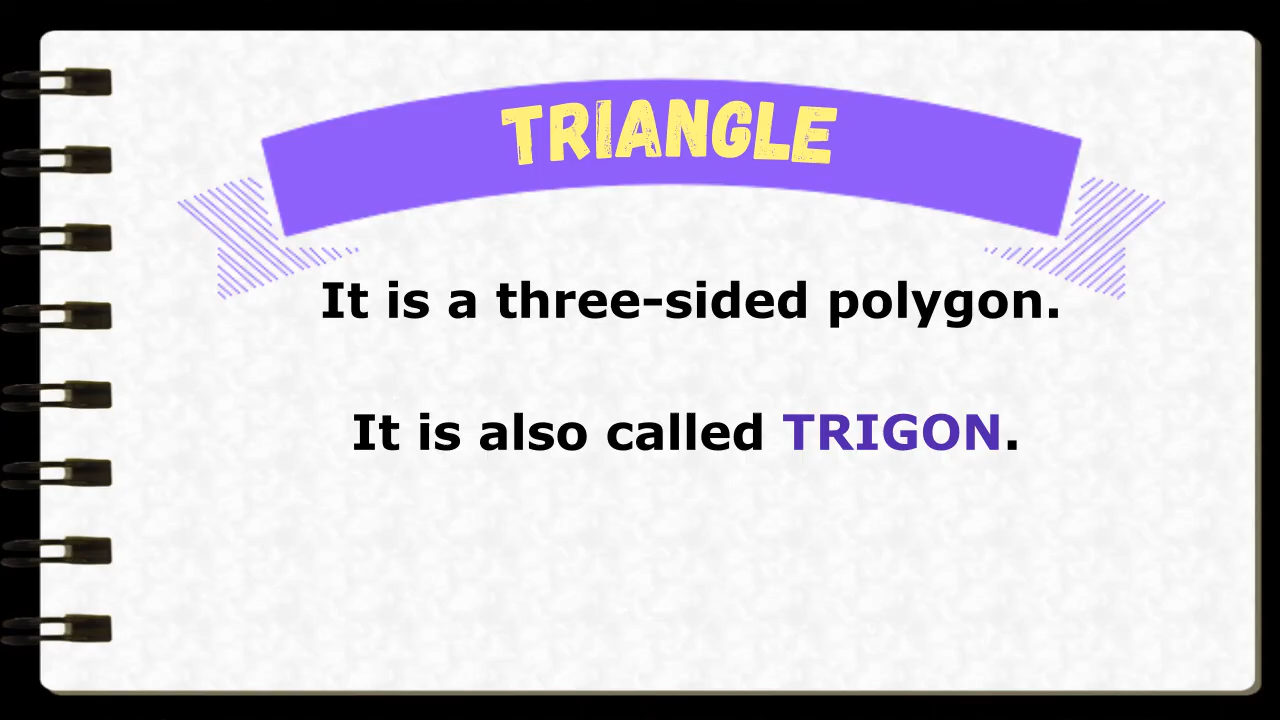 TRIANGLE
It is a three-sided polygon.
It is also called TRIGON.